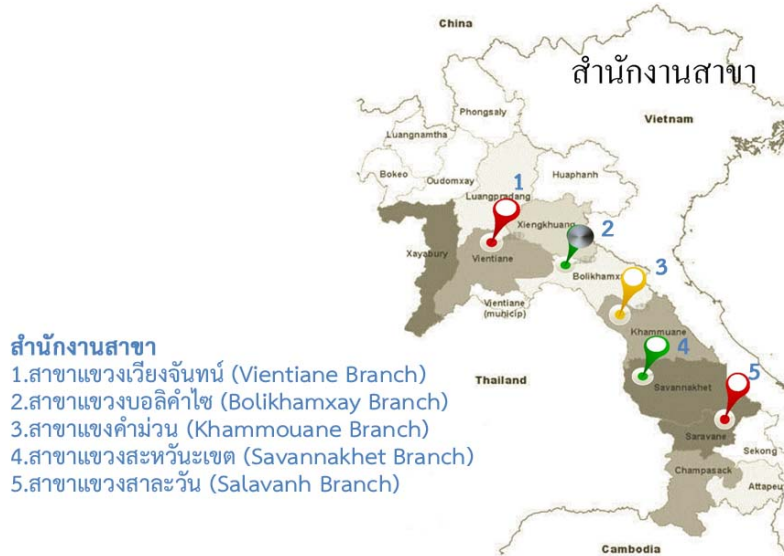 China
สำนักงานสาขา
Phongsaly
Vietnam
Luangnamtha
Bokeo
Oudomxay
Huaphanh
1
Luangpradang
Xiengkhuang
2
Xayabury
Vientiane
Bolikhamxa
3
Vientiane
(municip)
Khammuane
4
Thailand
Savannakhet
5
Saravane
Sekong
Champasack
Attapeu
Cambodia
สำนักงานสาขา
1.สาขาแขวงเวียงจันทน์ (Vientiane Branch)
2.สาขาแขวงบอลิคำไซ (Bolikhamxay Branch)
3.สาขาแขงคำม่วน (Khammouane Branch)
4.สาขาแขวงสะหวันะเขต (Savannakhet Branch)
5.สาขาแขวงสาละวัน (Salavanh Branch)